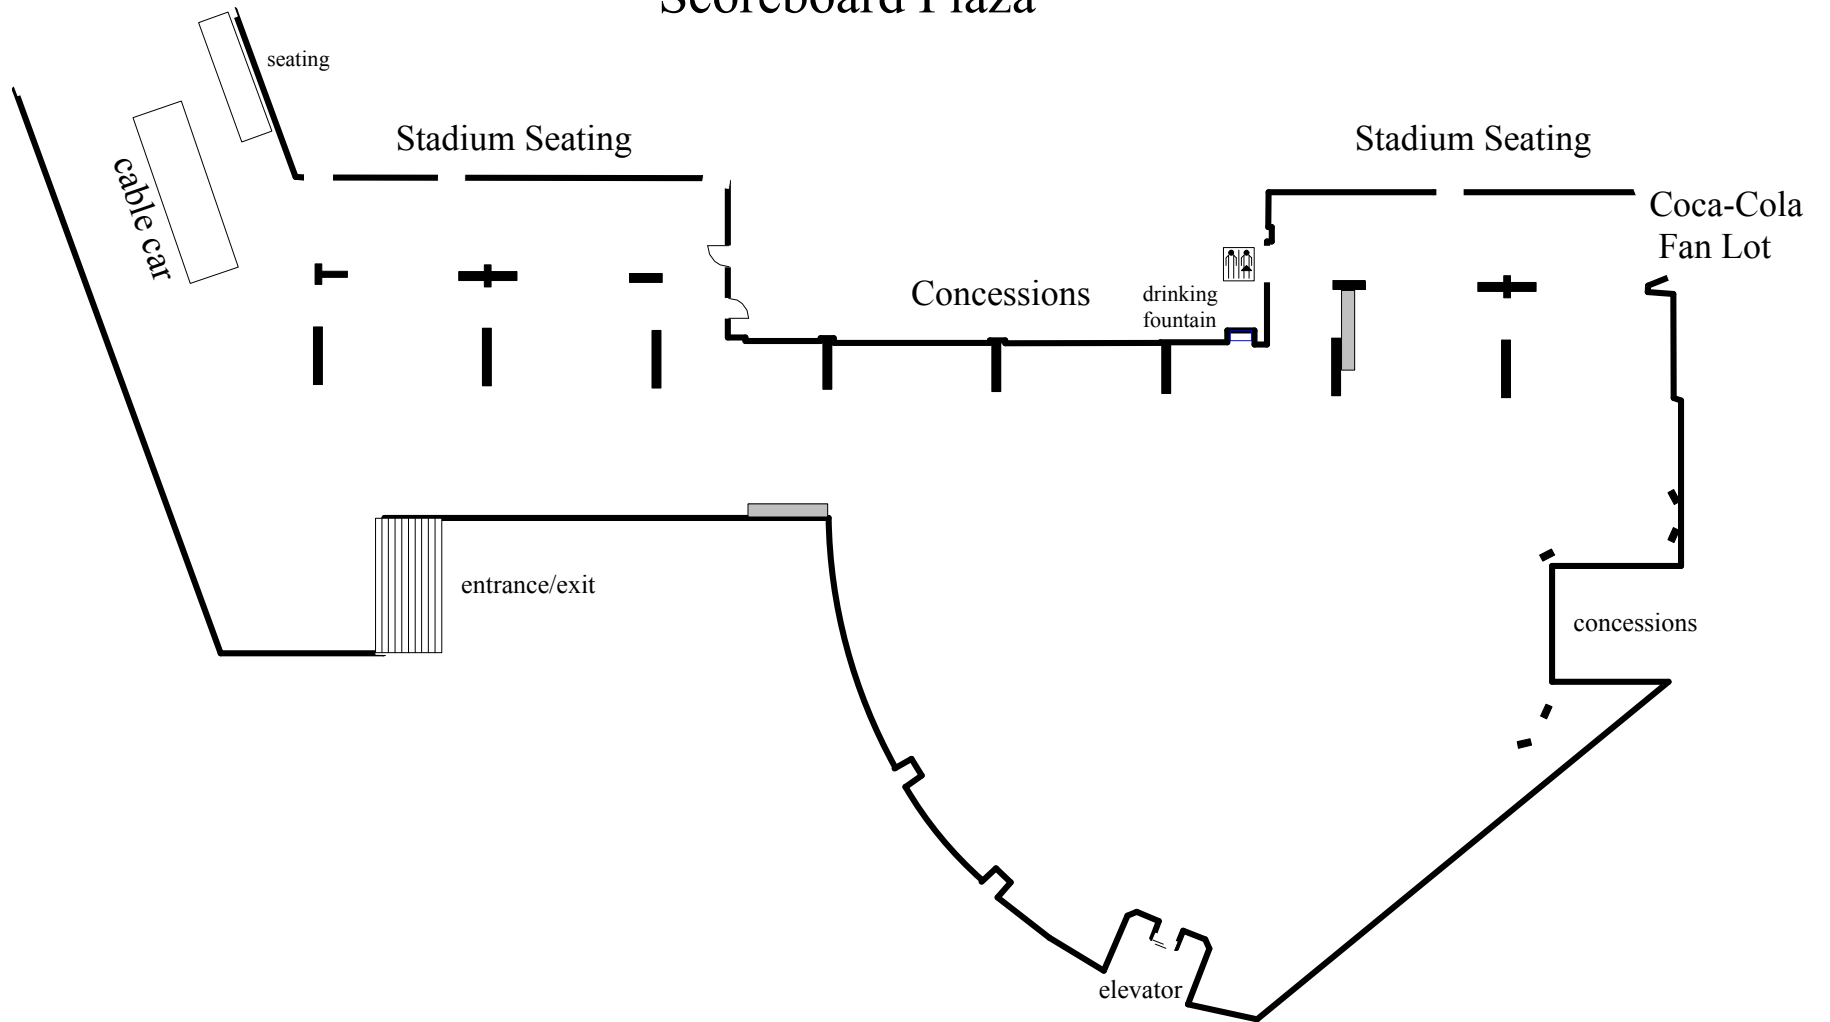 Scoreboard Plaza
seating
Stadium Seating
Stadium Seating
cable car
Coca-Cola
Fan Lot
Concessions
drinking
fountain
entrance/exit
concessions
elevator